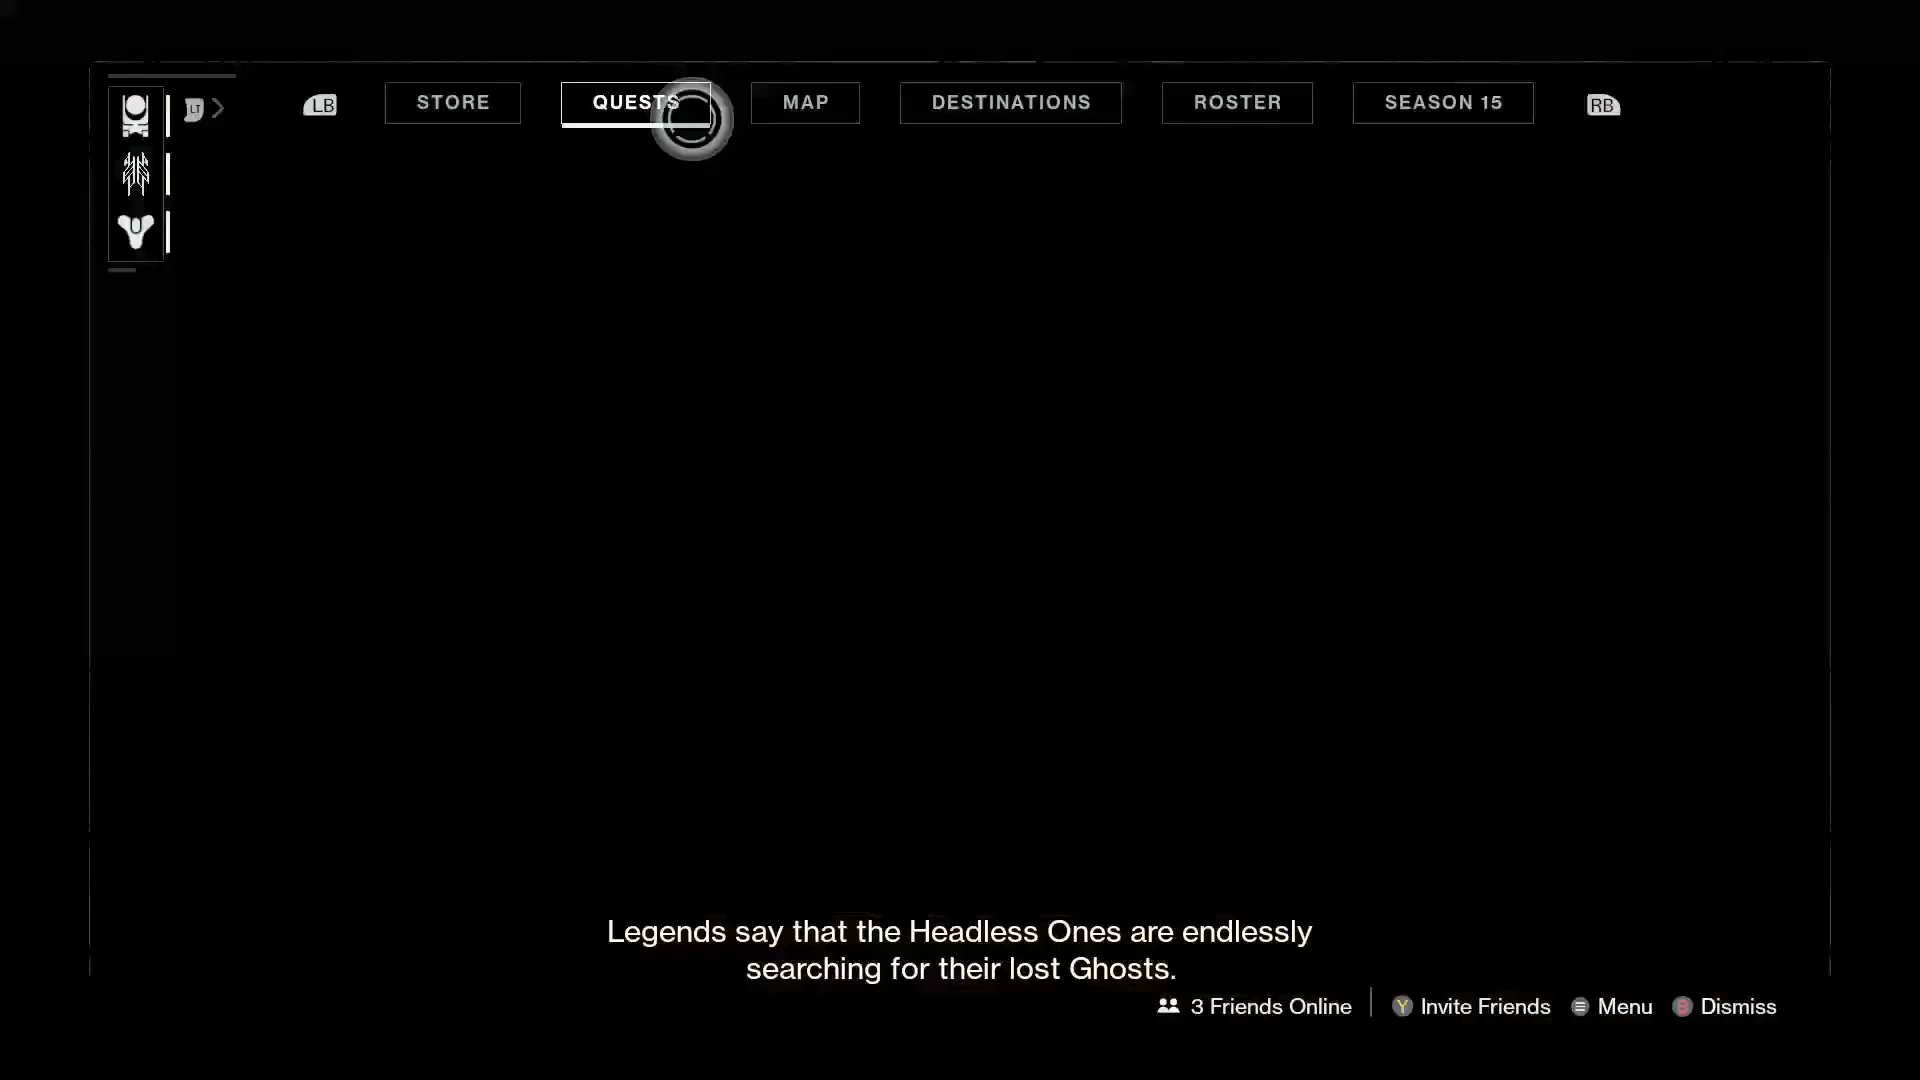 LT
LB
STORE
QUESTS
MAP
DESTINATIONS
ROSTER
SEASON 15
RB
Legends say that the Headless Ones are endlessly
searching for their lost Ghosts.
3 Friends Online
Y Invite Friends
Menu
B Dismiss